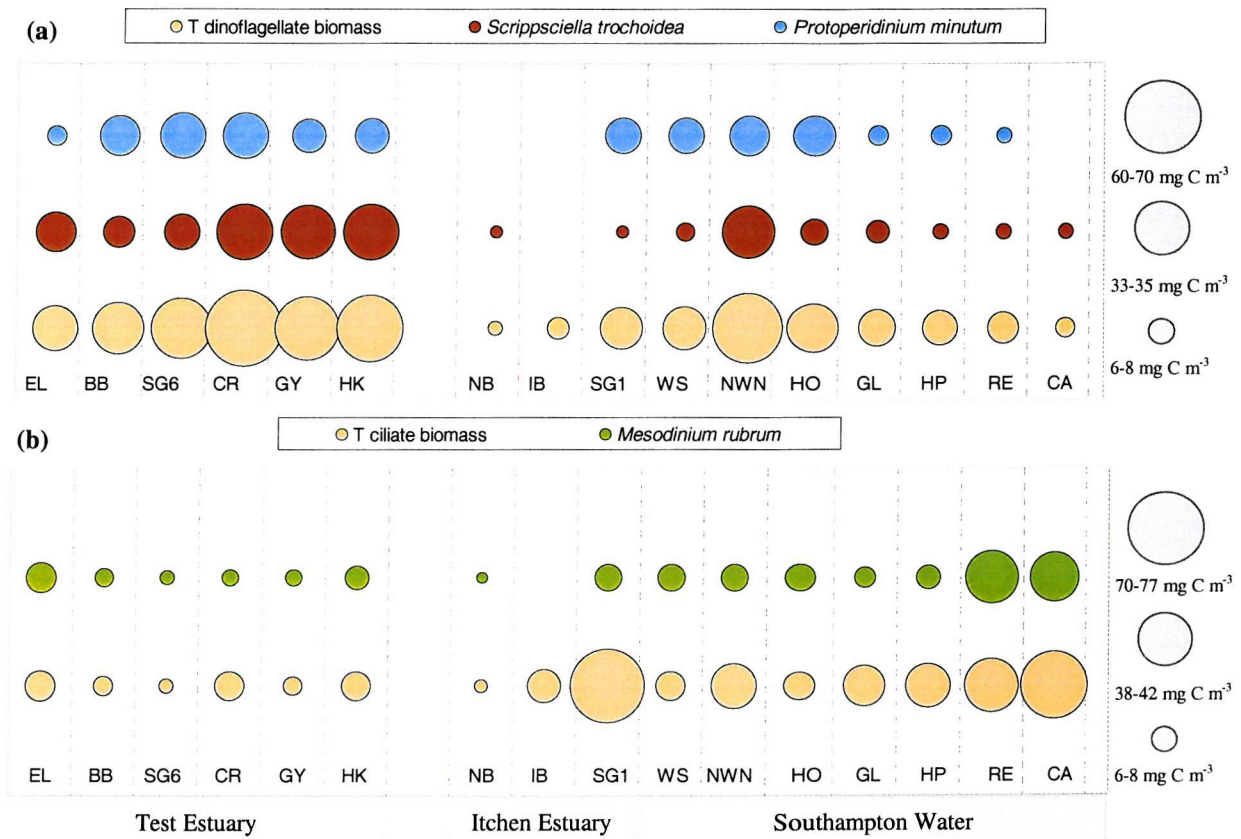 (a)
T dinoflagellate biomass Scrippsciella trochoidea Protoperidinium minutum
60-70 mg C m-3
33-35 mg C m-3
6-8 mg C m-3
EL BB SG6 CR GY HK NB IB SG1 WS NWN HO GL HP RE CA
(b)
T ciliate biomass Mesodinium rubrum
70-77 mg C m-3
38-42 mg C m-3
6-8 mg C m-3
EL BB SG6 CR GY HK NB IB SG1 WS NWN HO GL HP RE CA
Test Estuary Itchen Estuary Southampton Water